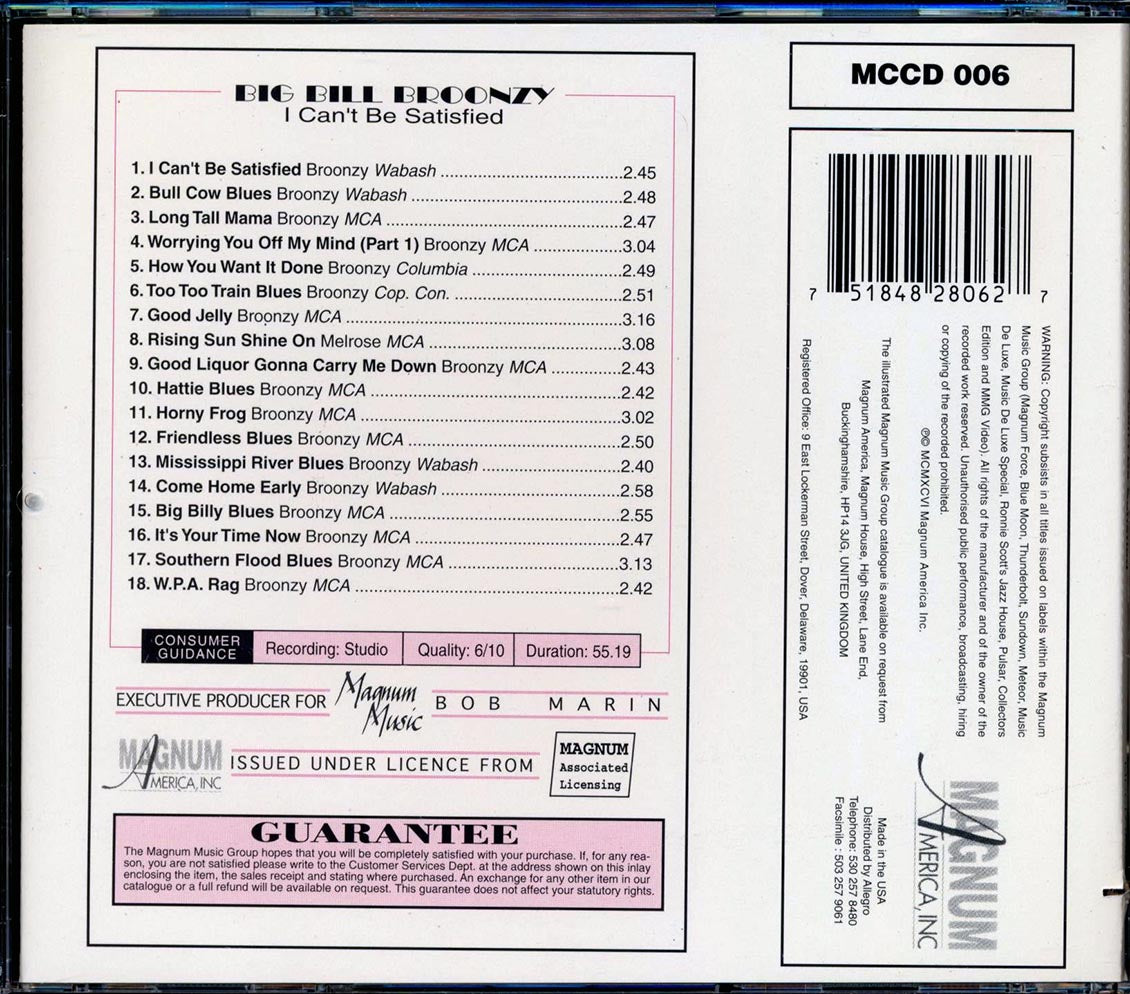 BIG BILL BROONZY
I Can't Be Satisfied
1. I Can't Be Satisfied Broonzy Wabash ................................2.45
2. Bull Cow Blues Broonzy Wabash ................................2.48
3. Long Tall Mama Broonzy MCA ................................2.47
4. Worrying You Off My Mind (Part 1) Broonzy MCA ................3.04
5. How You Want It Done Broonzy Columbia ..........................2.49
6. Too Too Train Blues Broonzy Cop. Con. ............................2.51
7. Good Jelly Broonzy MCA ................................................3.16
8. Rising Sun Shine On Melrose MCA ..................................3.08
9. Good Liquor Gonna Carry Me Down Broonzy MCA .............2.43
10. Hattie Blues Broonzy MCA ............................................2.42
11. Horny Frog Broonzy MCA ..............................................3.02
12. Friendless Blues Broonzy MCA ......................................2.50
13. Mississippi River Blues Broonzy Wabash ........................2.40
14. Come Home Early Broonzy Wabash ................................2.58
15. Big Billy Blues Broonzy MCA ..........................................2.55
16. It's Your Time Now Broonzy MCA ....................................2.47
17. Southern Flood Blues Broonzy MCA ................................3.13
18. W.P.A. Rag Broonzy MCA ..............................................2.42
CONSUMER
GUIDANCE
Recording: Studio
Quality: 6/10
Duration: 55.19
EXECUTIVE PRODUCER FOR Magnum Music BOB MARIN
MAGNUM
AMERICA, INC
ISSUED UNDER LICENCE FROM
MAGNUM
Associated
Licensing
GUARANTEE
The Magnum Music Group hopes that you will be completely satisfied with your purchase. If, for any rea-
son, you are not satisfied please write to the Customer Services Dept. at the address shown on this inlay
enclosing the item, the sales receipt and stating where purchased. An exchange for any other item in our
catalogue or a full refund will be available on request. This guarantee does not affect your statutory rights.
MCCD 006
7 51848 28062 7
WARNING: Copyright subsists in all titles issued on labels within the Magnum
Music Group (Magnum Force, Blue Moon, Thunderbolt, Sundown, Meteor, Music
De Luxe, Music De Luxe Special, Ronnie Scott's Jazz House, Pulsar, Collectors
Edition and MMG Video). All rights of the manufacturer and of the owner of the
recorded work reserved. Unauthorised public performance, broadcasting, hiring
or copying of the recorded prohibited.
℗© MCMXCVI Magnum America Inc.
The illustrated Magnum Music Group catalogue is available on request from
Magnum America, Magnum House, High Street, Lane End,
Buckinghamshire, HP14 3JG, UNITED KINGDOM
Registered Office: 9 East Lockerman Street, Dover, Delaware, 19901, USA
MAGNUM
AMERICA, INC
Made in the USA
Distributed by Allegro
Telephone: 530 257 8480
Facsimile : 503 257 9061